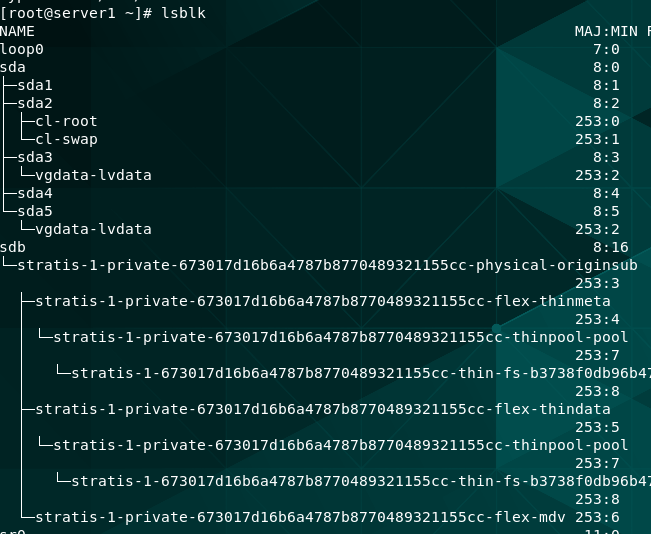 [root@server1 ~]# lsblk
NAME MAJ:MIN
loop0 7:0
sda 8:0
├─sda1 8:1
├─sda2 8:2
│ ├─cl-root 253:0
│ └─cl-swap 253:1
├─sda3 8:3
│ └─vgdata-lvdata 253:2
├─sda4 8:4
└─sda5 8:5
  └─vgdata-lvdata 253:2
sdb 8:16
└─stratis-1-private-673017d16b6a4787b8770489321155cc-physical-originsub
253:3
  ├─stratis-1-private-673017d16b6a4787b8770489321155cc-flex-thinmeta
253:4
  │ └─stratis-1-private-673017d16b6a4787b8770489321155cc-thinpool-pool
253:7
  │   └─stratis-1-673017d16b6a4787b8770489321155cc-thin-fs-b3738f0db96b47
253:8
  ├─stratis-1-private-673017d16b6a4787b8770489321155cc-flex-thindata
253:5
  │ └─stratis-1-private-673017d16b6a4787b8770489321155cc-thinpool-pool
253:7
  │   └─stratis-1-673017d16b6a4787b8770489321155cc-thin-fs-b3738f0db96b47
253:8
  └─stratis-1-private-673017d16b6a4787b8770489321155cc-flex-mdv 253:6
sr0 11:0